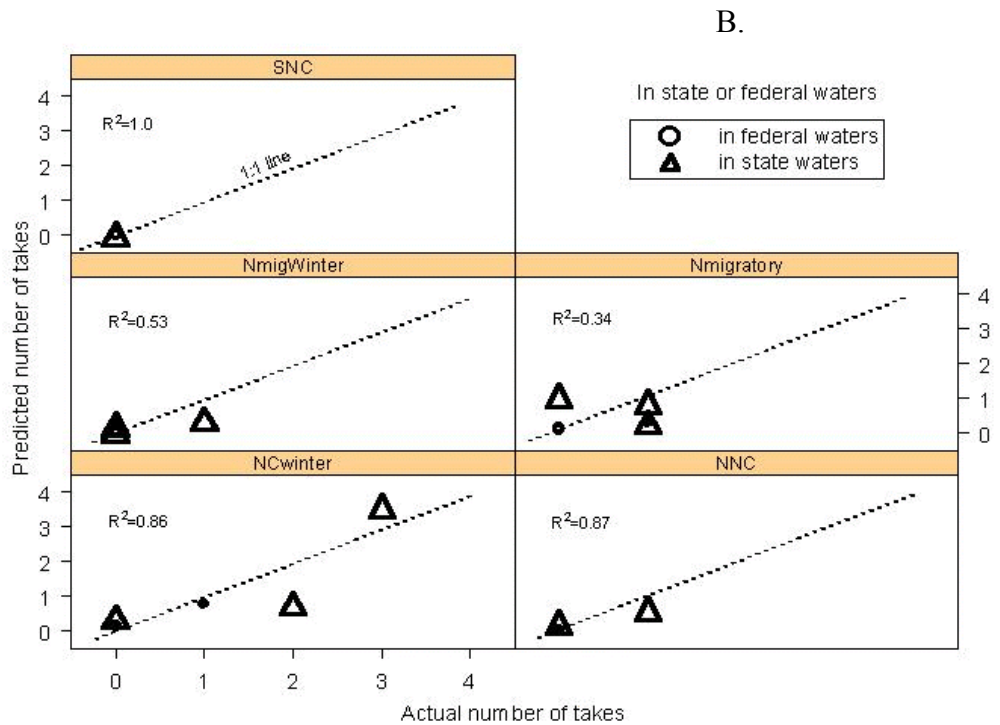 B.
SNC
R²=1.0
1:1 line
In state or federal waters
in federal waters
in state waters
4
3
2
1
0
NmigWinter
R²=0.53
Nmigratory
R²=0.34
4
3
2
1
0
Predicted number of takes
NCwinter
R²=0.86
NNC
R²=0.87
4
3
2
1
0
0 1 2 3 4
Actual number of takes